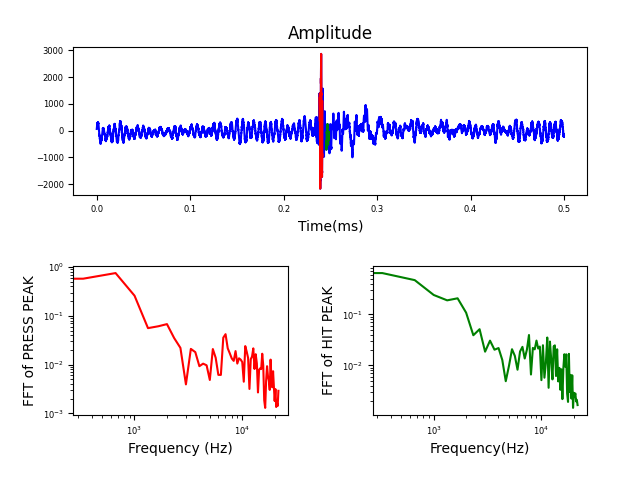 Amplitude
3000
2000
1000
0
−1000
−2000
0.0 0.1 0.2 0.3 0.4 0.5
Time(ms)
FFT of PRESS PEAK
10⁰
10⁻¹
10⁻²
10⁻³
10³ 10⁴
Frequency (Hz)
FFT of HIT PEAK
10⁻¹
10⁻²
10³ 10⁴
Frequency(Hz)